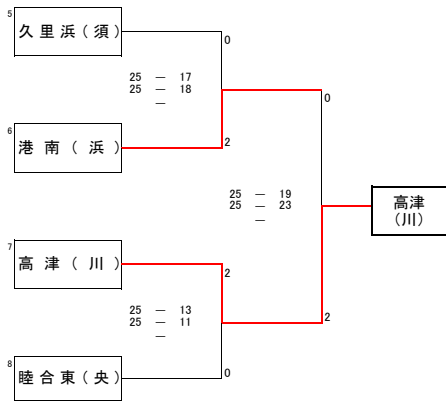 5
久里浜(須)
0
25 — 17
25 — 18
—
0
6
港南(浜)
2
25 — 19
25 — 23
—
高津
(川)
7
高津(川)
2
25 — 13
25 — 11
—
2
8
睦合東(央)
0